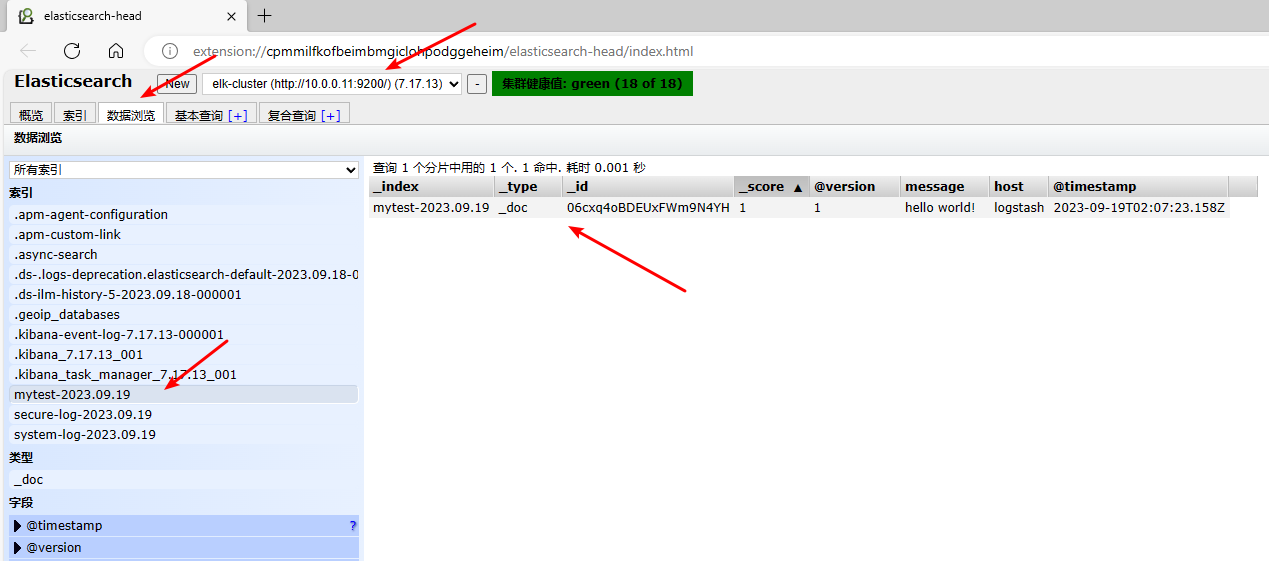 elasticsearch-head
extension://cpmmilfkofbeimbmgiclohpodggeheim/elasticsearch-head/index.html
Elasticsearch New elk-cluster (http://10.0.0.11:9200/) (7.17.13) - 集群健康值: green (18 of 18)
概览 索引 数据浏览 基本查询 [+] 复合查询 [+]
数据浏览
所有索引
索引
.apm-agent-configuration
.apm-custom-link
.async-search
.ds-.logs-deprecation.elasticsearch-default-2023.09.18-0
.ds-ilm-history-5-2023.09.18-000001
.geoip_databases
.kibana-event-log-7.17.13-000001
.kibana_7.17.13_001
.kibana_task_manager_7.17.13_001
mytest-2023.09.19
secure-log-2023.09.19
system-log-2023.09.19
类型
_doc
字段
@timestamp ?
@version
查询 1 个分片中用的 1 个. 1 命中. 耗时 0.001 秒
_index _type _id _score ▲ @version message host @timestamp
mytest-2023.09.19 _doc 06cxq4oBDEUxFWm9N4YH 1 1 hello world! logstash 2023-09-19T02:07:23.158Z